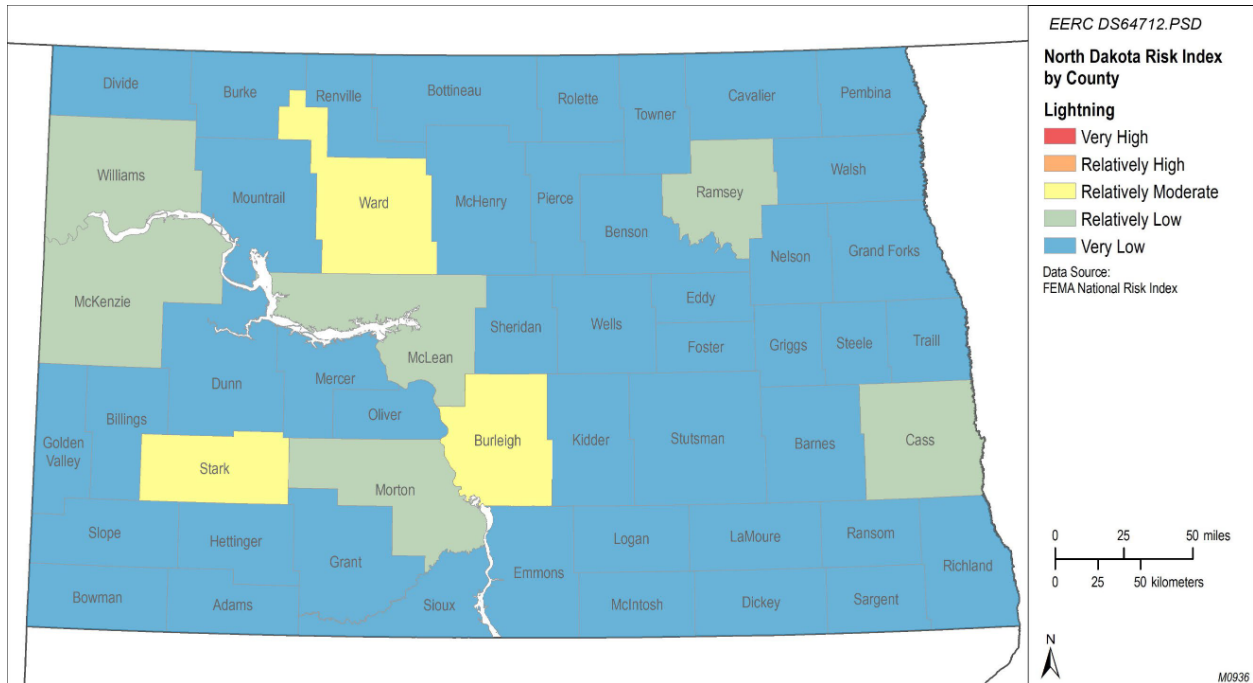 EERC DS64712.PSD
North Dakota Risk Index
by County
Lightning
Very High
Relatively High
Relatively Moderate
Relatively Low
Very Low
Data Source:
FEMA National Risk Index
Divide
Burke
Renville
Bottineau
Rolette
Towner
Cavalier
Pembina
Williams
Mountrail
Ward
McHenry
Pierce
Benson
Ramsey
Walsh
Nelson
Grand Forks
McKenzie
Dunn
Mercer
McLean
Sheridan
Wells
Eddy
Foster
Griggs
Steele
Traill
Golden
Valley
Billings
Stark
Oliver
Morton
Burleigh
Kidder
Stutsman
Barnes
Cass
Slope
Hettinger
Grant
Emmons
Logan
LaMoure
Ransom
Richland
Bowman
Adams
Sioux
McIntosh
Dickey
Sargent
0 25 50 miles
0 25 50 kilometers
N
M0936